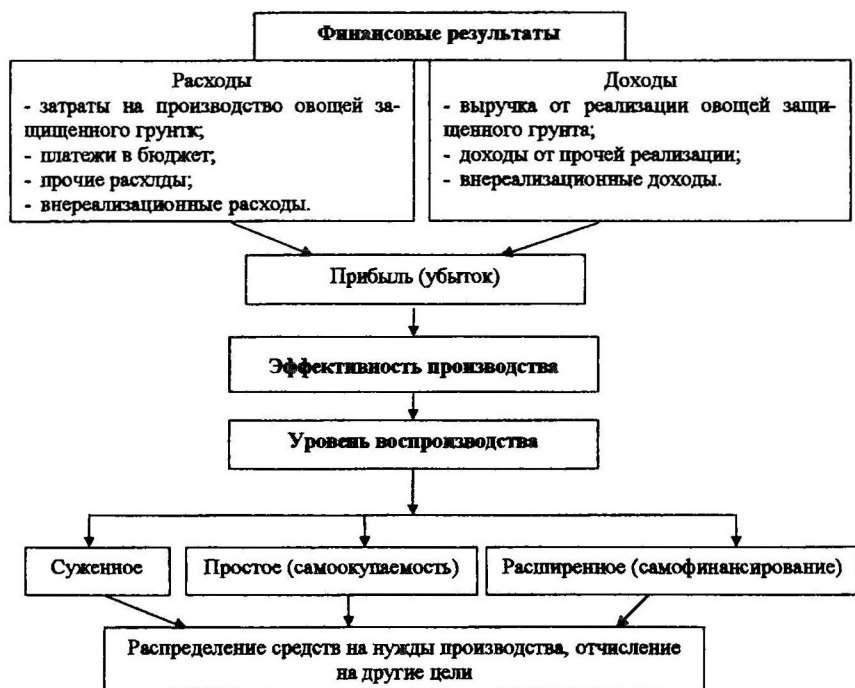 Финансовые результаты
Расходы
- затраты на производство овощей за-
щищенного грунтк;
- платежи в бюджет;
- прочие расхлды;
- внереализационные расходы.
Доходы
- выручка от реализации овощей защи-
щенного грунта;
- доходы от прочей реализации;
- внереализационные доходы.
Прибыль (убыток)
Эффективность производства
Уровень воспроизводства
Суженное
Простое (самоокупаемость)
Расширенное (самофинансирование)
Распределение средств на нужды производства, отчисление
на другие цели